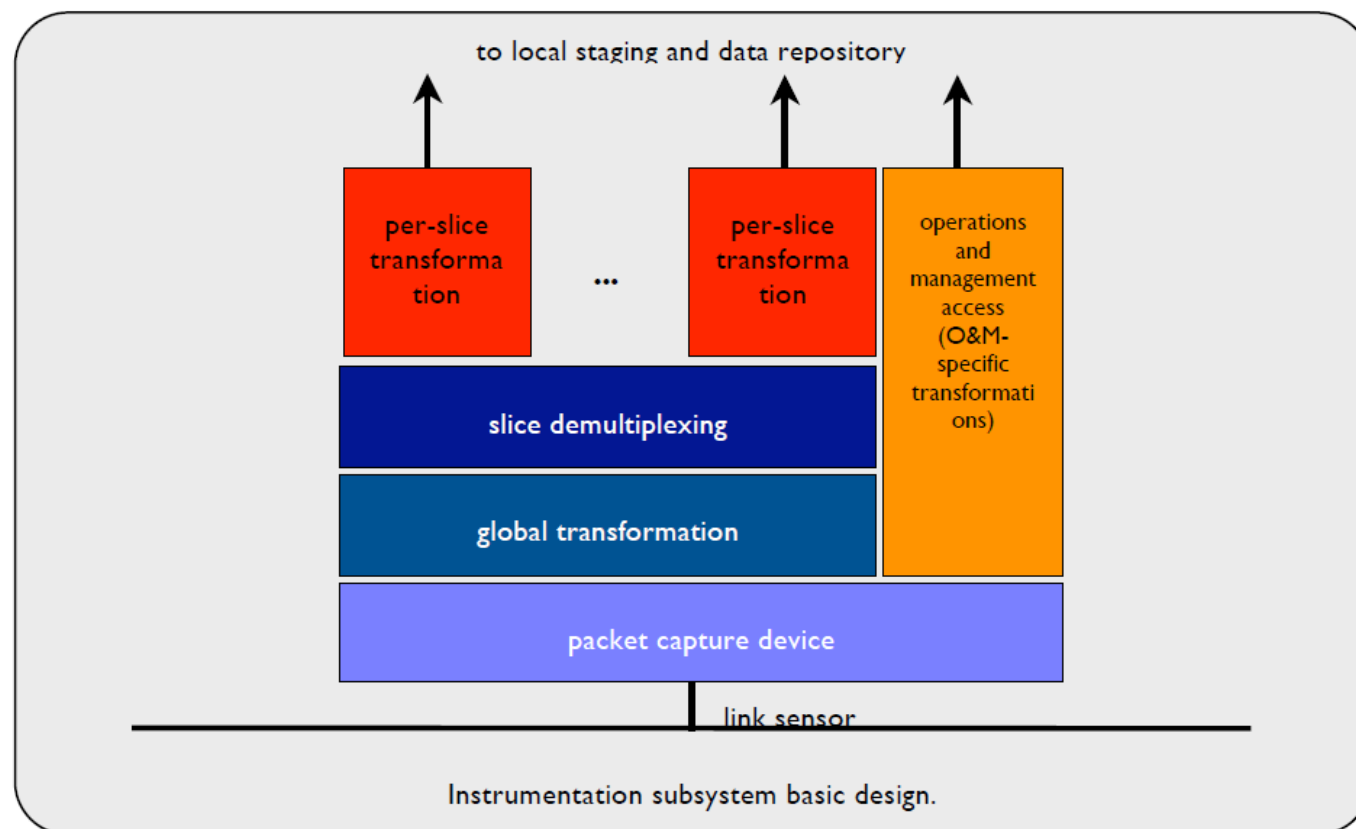 to local staging and data repository
per-slice
transforma
tion
...
per-slice
transforma
tion
operations
and
management
access
(O&M-
specific
transformati
ons)
slice demultiplexing
global transformation
packet capture device
link sensor
Instrumentation subsystem basic design.